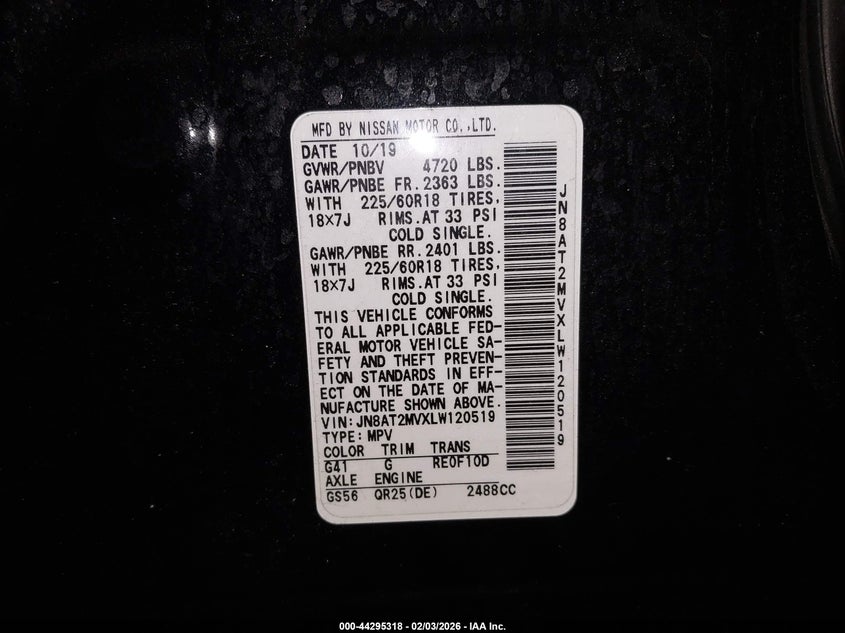 MFD BY NISSAN MOTOR CO.,LTD.
DATE 10/19
GVWR/PNBV 4720 LBS.
GAWR/PNBE FR. 2363 LBS.
WITH 225/60R18 TIRES,
18×7J RIMS.AT 33 PSI
COLD SINGLE.
GAWR/PNBE RR. 2401 LBS.
WITH 225/60R18 TIRES,
18×7J RIMS.AT 33 PSI
COLD SINGLE.
THIS VEHICLE CONFORMS
TO ALL APPLICABLE FED-
ERAL MOTOR VEHICLE SA-
FETY AND THEFT PREVEN-
TION STANDARDS IN EFF-
ECT ON THE DATE OF MA-
NUFACTURE SHOWN ABOVE.
VIN: JN8AT2MVXLW120519
TYPE: MPV
COLOR TRIM TRANS
G41 G RE0F10D
AXLE ENGINE
GS56 QR25(DE) 2488CC
JN8AT2MVXLW120519
000-44295318 - 02/03/2026 - IAA Inc.